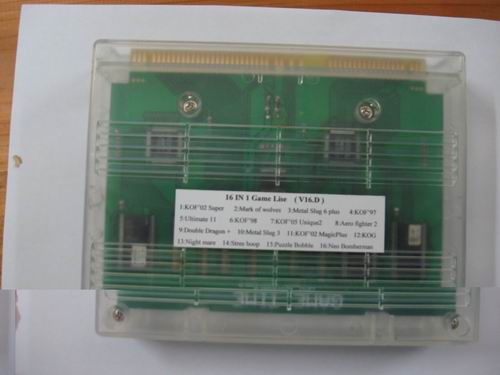 16 IN 1 Game Lise ( V16.D )
1:KOF'02 Super 2:Mark of wolves 3:Metal Slug 6 plus 4:KOF'97
5:Ultimate 11 6:KOF'98 7:KOF'05 Unique2 8:Aero fighter 2
9:Double Dragon + 10:Metal Slug 3 11:KOF'02 MagicPlus 12:KOG
13:Night mare 14:Stree hoop 15:Puzzle Bubble 16:Neo Bomberman